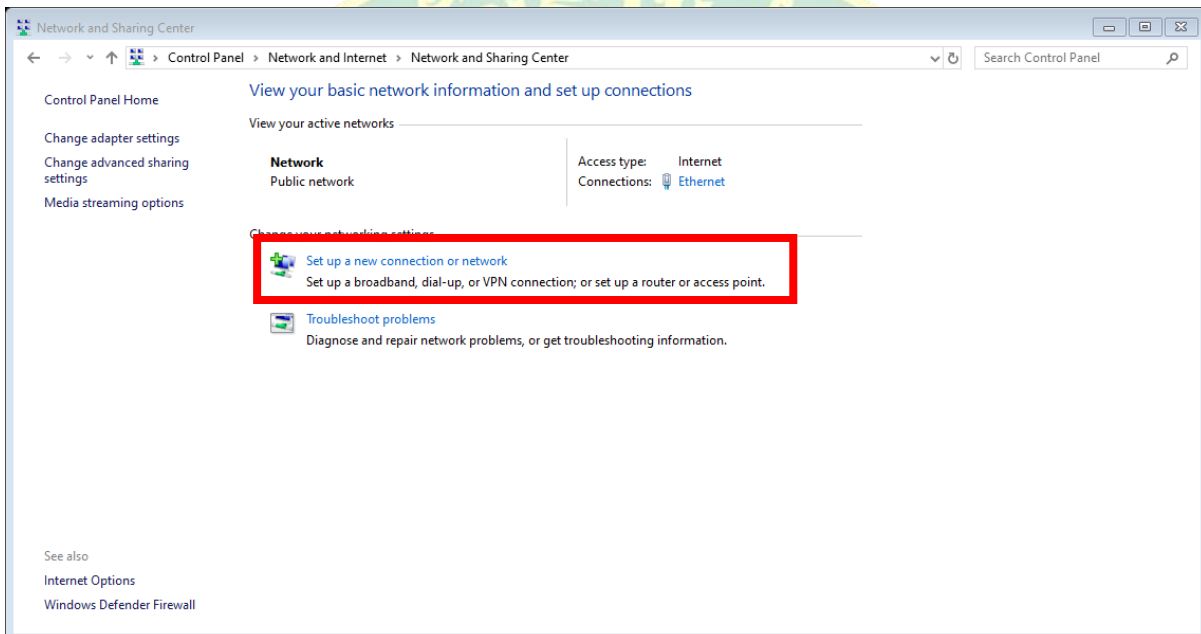 Network and Sharing Center
Control Panel > Network and Internet > Network and Sharing Center
Search Control Panel
Control Panel Home
Change adapter settings
Change advanced sharing
settings
Media streaming options
View your basic network information and set up connections
View your active networks
Network
Public network
Access type: Internet
Connections: Ethernet
Change your networking settings
Set up a new connection or network
Set up a broadband, dial-up, or VPN connection; or set up a router or access point.
Troubleshoot problems
Diagnose and repair network problems, or get troubleshooting information.
See also
Internet Options
Windows Defender Firewall